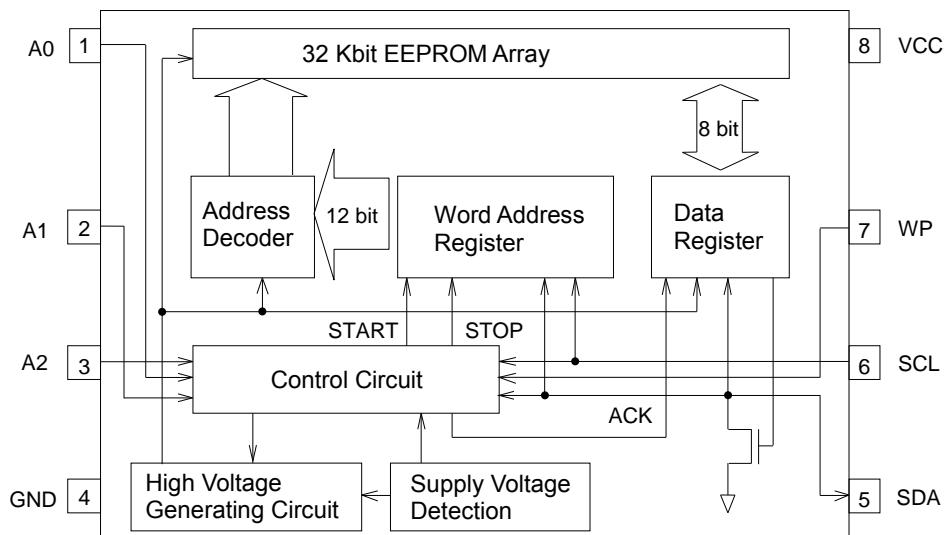 A0 1 32 Kbit EEPROM Array 8 VCC
8 bit
A1 2 Address
Decoder
12 bit
Word Address
Register
Data
Register
7 WP
START STOP
A2 3 Control Circuit 6 SCL
ACK
GND 4 High Voltage
Generating Circuit
Supply Voltage
Detection
5 SDA